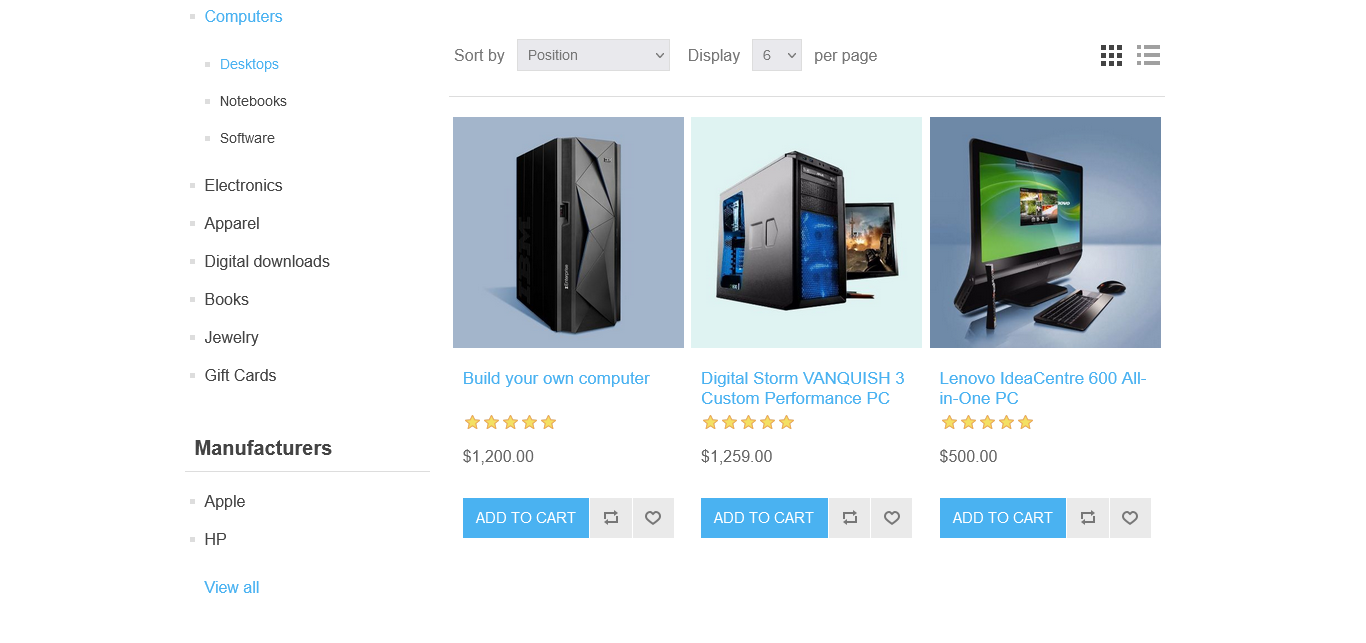 Computers
Desktops
Notebooks
Software
Electronics
Apparel
Digital downloads
Books
Jewelry
Gift Cards
Manufacturers
Apple
HP
View all
Sort by Position Display 6 per page
IBM
Build your own computer
$1,200.00
ADD TO CART
Digital Storm VANQUISH 3
Custom Performance PC
$1,259.00
ADD TO CART
Lenovo IdeaCentre 600 All-
in-One PC
$500.00
ADD TO CART